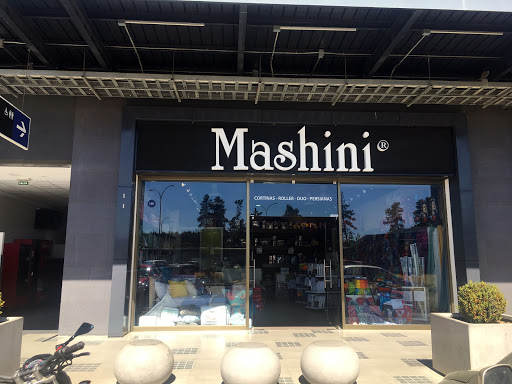 Mashini®
CORTINAS - ROLLER - DUO - PERSIANAS